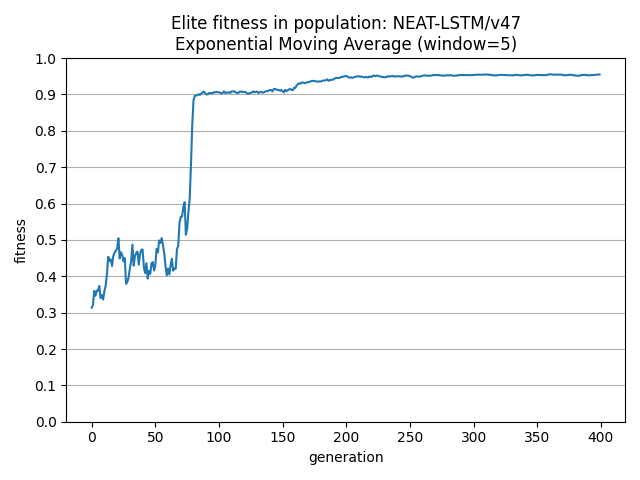 Elite fitness in population: NEAT-LSTM/v47
Exponential Moving Average (window=5)
1.0
0.9
0.8
0.7
0.6
0.5
0.4
0.3
0.2
0.1
0.0
fitness
0 50 100 150 200 250 300 350 400
generation